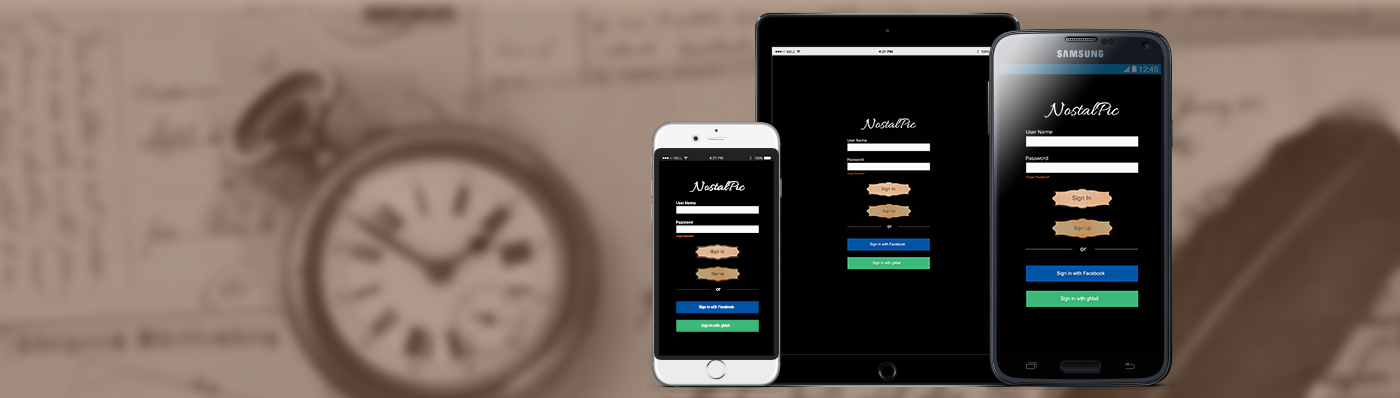 BELL
4:21 PM
100%
NostalPic
User Name
Password
Forgot Password?
Sign In
Sign Up
or
Sign in with Facebook
Sign in with gMail
BELL
4:21 PM
100%
NostalPic
User Name
Password
Forgot Password?
Sign In
Sign Up
or
Sign in with Facebook
Sign in with gMail
SAMSUNG
12:45
NostalPic
User Name
Password
Forgot Password?
Sign In
Sign Up
or
Sign in with Facebook
Sign in with gMail